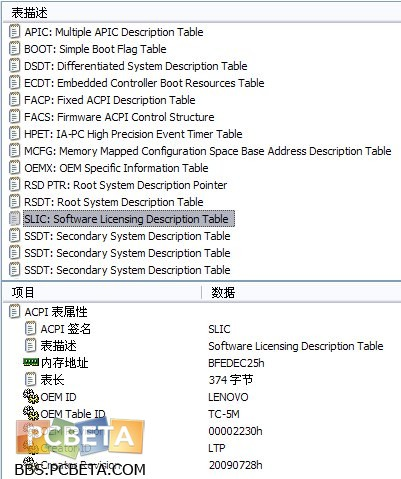 表描述
APIC: Multiple APIC Description Table
BOOT: Simple Boot Flag Table
DSDT: Differentiated System Description Table
ECDT: Embedded Controller Boot Resources Table
FACP: Fixed ACPI Description Table
FACS: Firmware ACPI Control Structure
HPET: IA-PC High Precision Event Timer Table
MCFG: Memory Mapped Configuration Space Base Address Description Table
OEMX: OEM Specific Information Table
RSD PTR: Root System Description Pointer
RSDT: Root System Description Table
SLIC: Software Licensing Description Table
SSDT: Secondary System Description Table
SSDT: Secondary System Description Table
SSDT: Secondary System Description Table
项目 数据
ACPI 表属性
ACPI 签名 SLIC
表描述 Software Licensing Description Table
内存地址 BFEDEC25h
表长 374 字节
OEM ID LENOVO
OEM Table ID TC-5M
00002230h
Creator ID LTP
Creator Revision 20090728h
PCBETA
BBS.PCBETA.COM